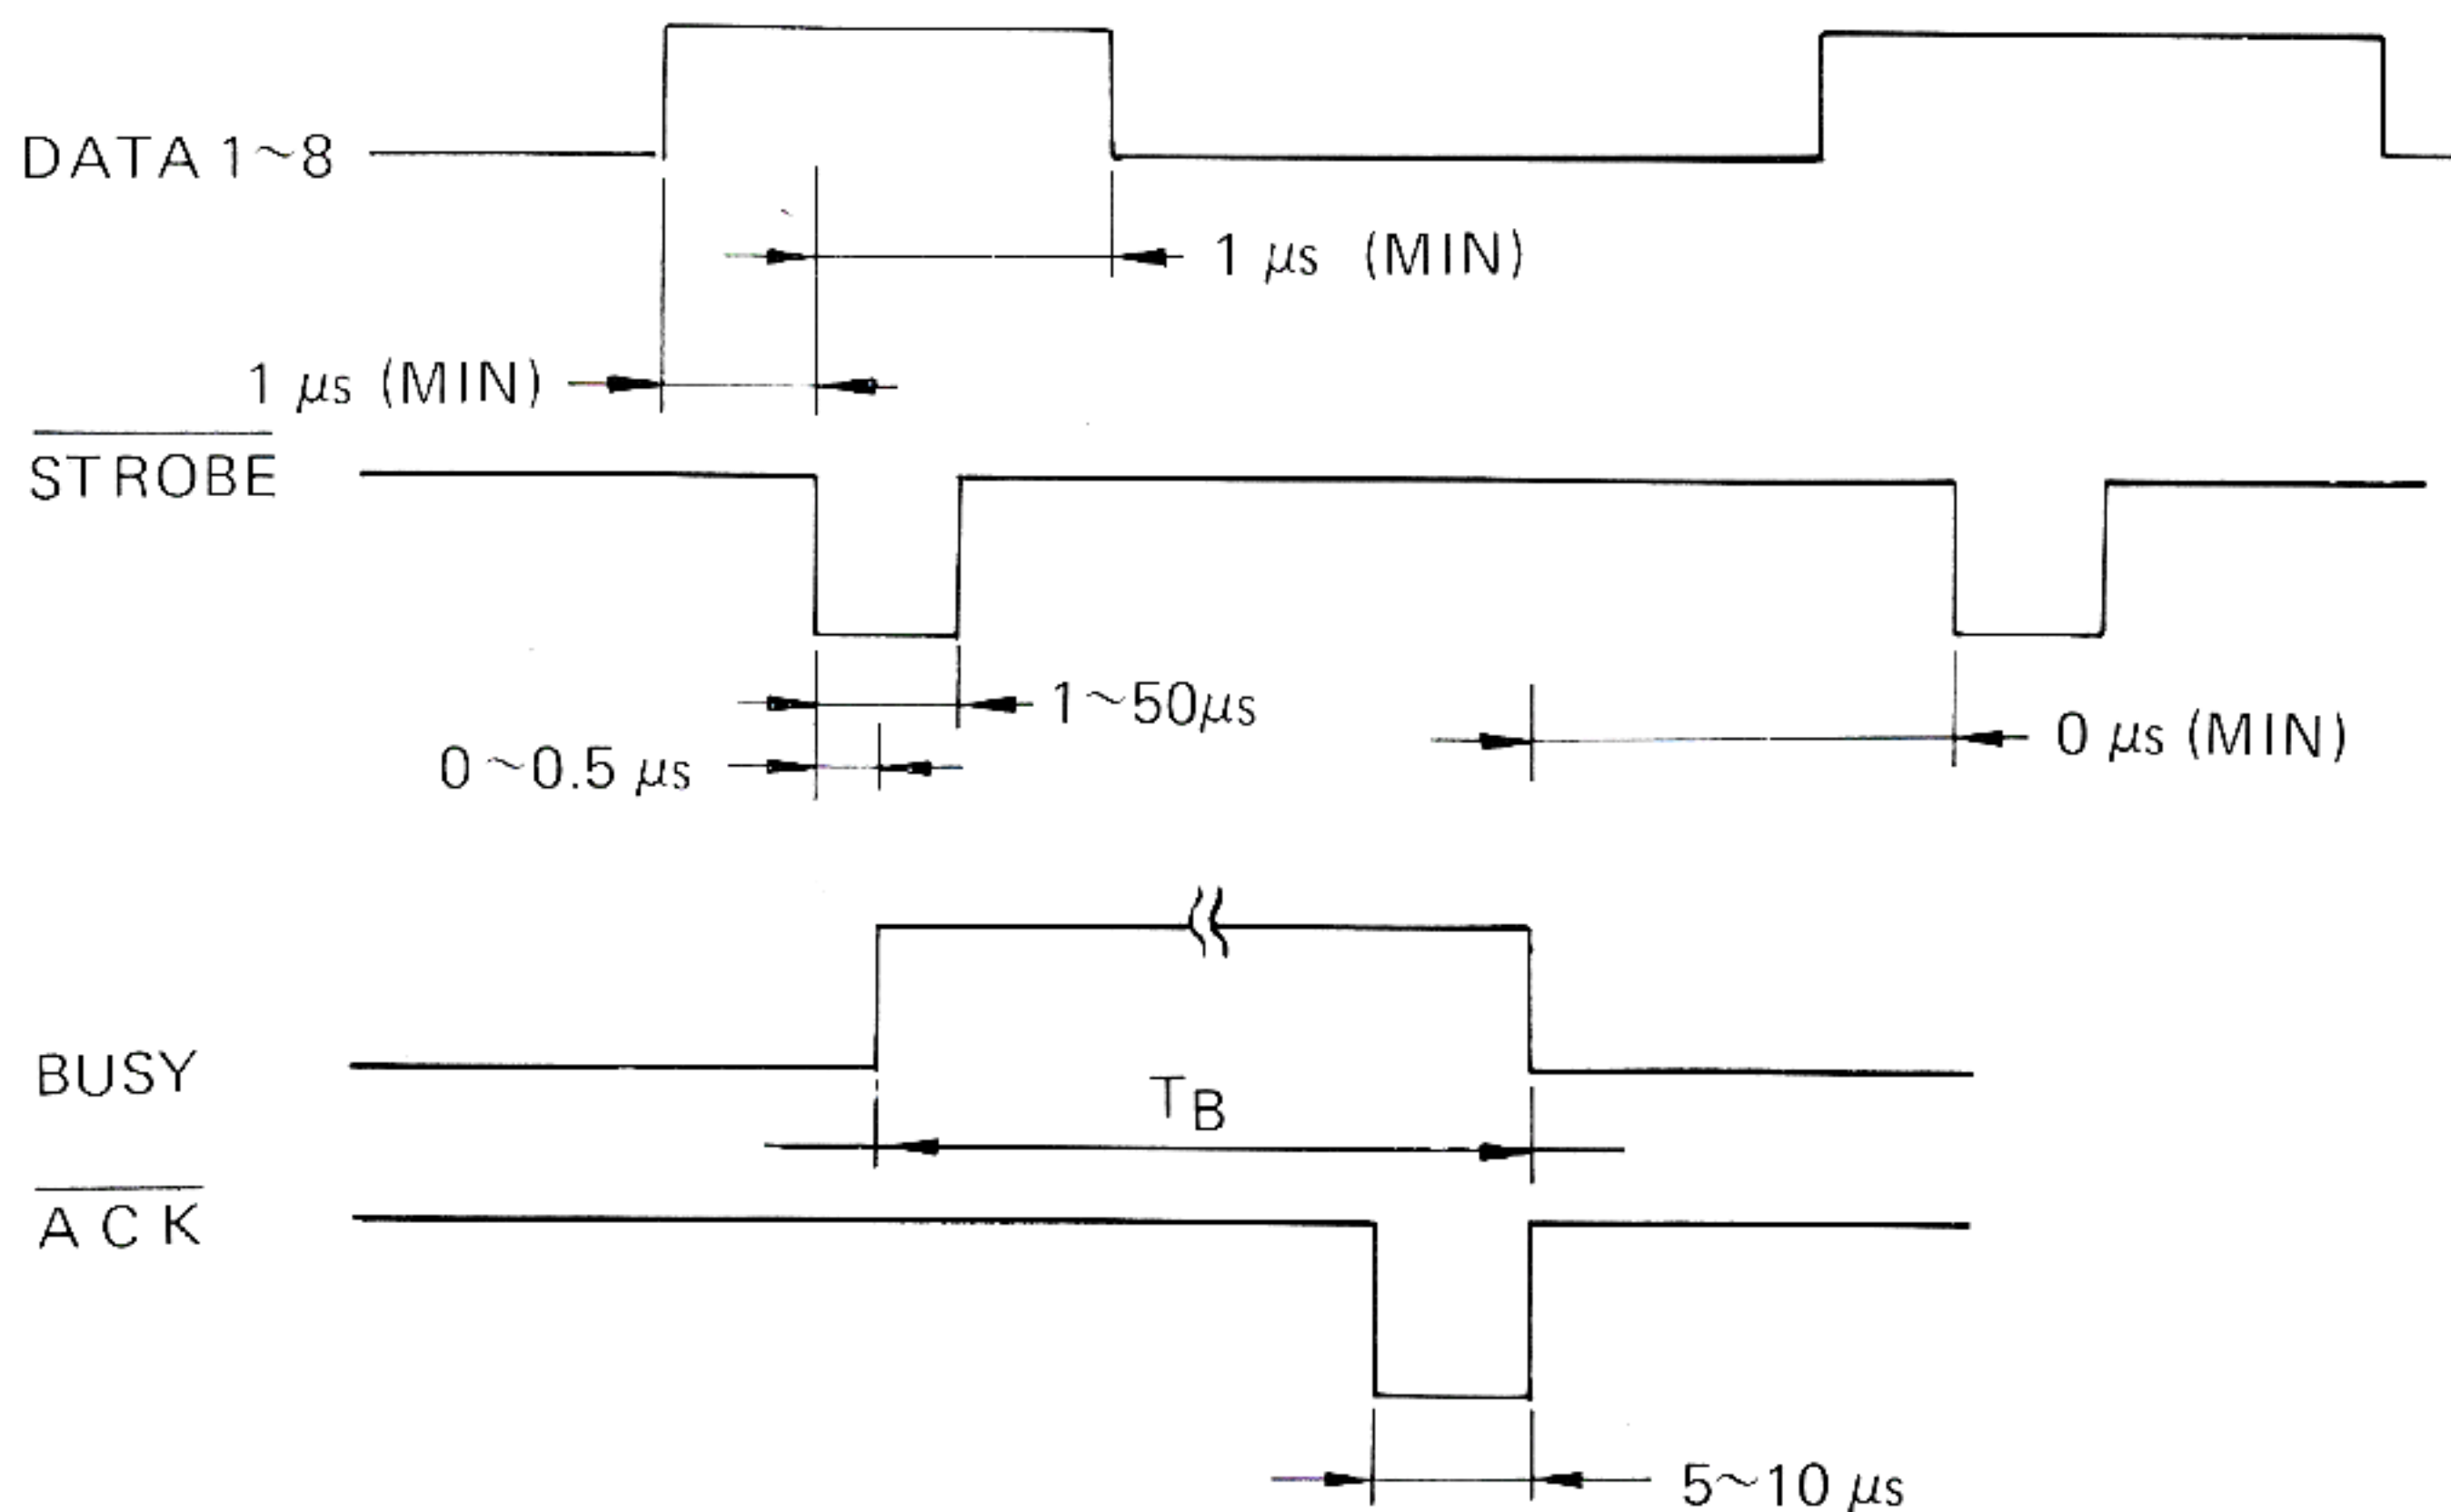 DATA 1~8
1 μs (MIN)
1 μs (MIN)
STROBE
1~50μs
0~0.5 μs
0 μs (MIN)
BUSY
TB
ACK
5~10 μs